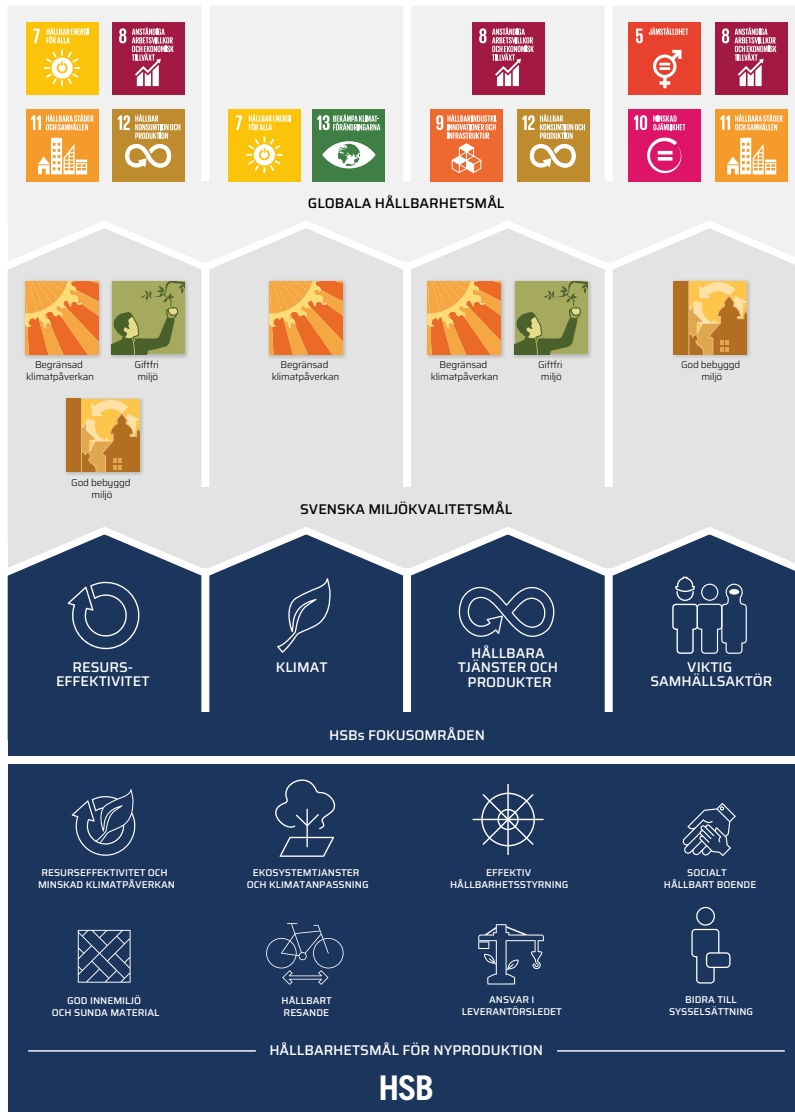 7 HÅLLBAR ENERGI
FÖR ALLA
8 ANSTÄNDIGA
ARBETSVILLKOR
OCH EKONOMISK
TILLVÄXT
8 ANSTÄNDIGA
ARBETSVILLKOR
OCH EKONOMISK
TILLVÄXT
5 JÄMSTÄLLDHET
8 ANSTÄNDIGA
ARBETSVILLKOR
OCH EKONOMISK
TILLVÄXT
11 HÅLLBARA STÄDER
OCH SAMHÄLLEN
12 HÅLLBAR
KONSUMTION OCH
PRODUKTION
7 HÅLLBAR ENERGI
FÖR ALLA
13 BEKÄMPA KLIMAT-
FÖRÄNDRINGARNA
9 HÅLLBAR INDUSTRI,
INNOVATIONER OCH
INFRASTRUKTUR
12 HÅLLBAR
KONSUMTION OCH
PRODUKTION
10 MINSKAD
OJÄMLIKHET
11 HÅLLBARA STÄDER
OCH SAMHÄLLEN
GLOBALA HÅLLBARHETSMÅL
Begränsad
klimatpåverkan
Giftfri
miljö
Begränsad
klimatpåverkan
Begränsad
klimatpåverkan
Giftfri
miljö
God bebyggd
miljö
God bebyggd
miljö
SVENSKA MILJÖKVALITETSMÅL
RESURS-
EFFEKTIVITET
KLIMAT
HÅLLBARA
TJÄNSTER OCH
PRODUKTER
VIKTIG
SAMHÄLLSAKTÖR
HSBs FOKUSOMRÅDEN
RESURSEFFEKTIVITET OCH
MINSKAD KLIMATPÅVERKAN
EKOSYSTEMTJANSTER
OCH KLIMATANPASSNING
EFFEKTIV
HÅLLBARHETSSTYRNING
SOCIALT
HÅLLBART BOENDE
GOD INNEMILJÖ
OCH SUNDA MATERIAL
HÅLLBART
RESANDE
ANSVAR I
LEVERANTÖRSLEDET
BIDRA TILL
SYSSELSÄTTNING
HÅLLBARHETSMÅL FÖR NYPRODUKTION
HSB